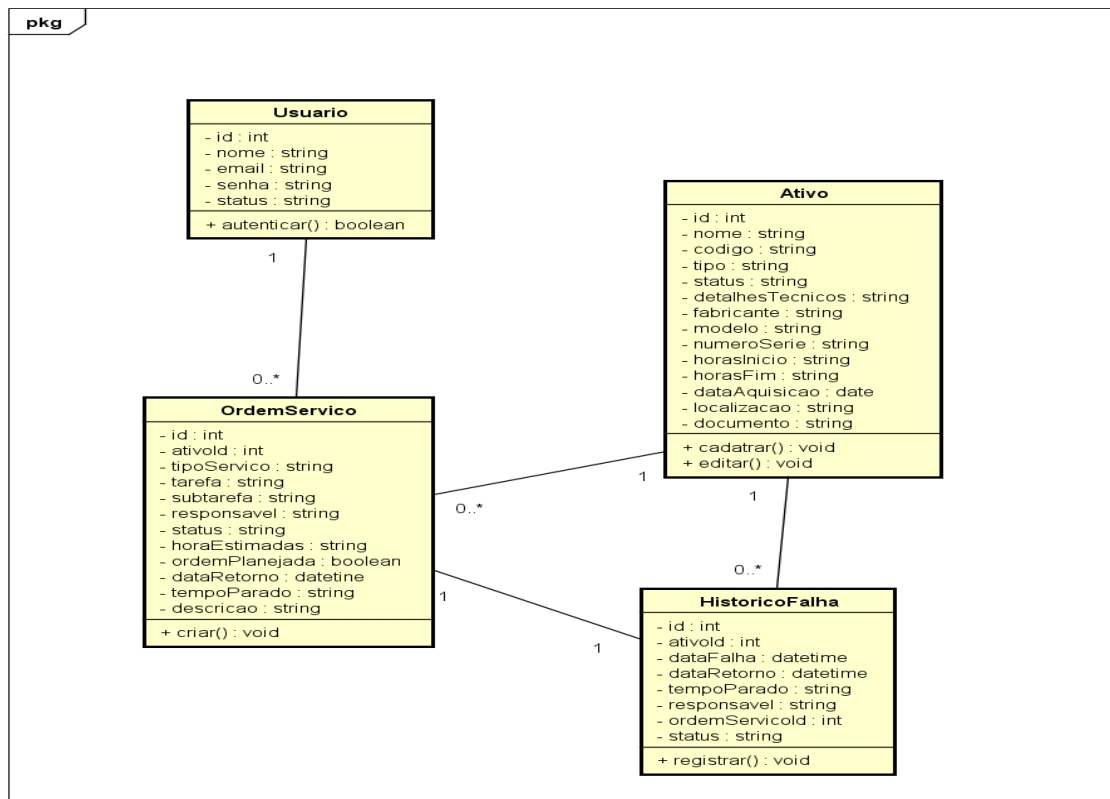 pkg
Usuario
- id : int
- nome : string
- email : string
- senha : string
- status : string
+ autenticar() : boolean
1
0..*
OrdemServico
- id : int
- ativoId : int
- tipoServico : string
- tarefa : string
- subtarefa : string
- responsavel : string
- status : string
- horaEstimadas : string
- ordemPlanejada : boolean
- dataRetorno : datetine
- tempoParado : string
- descricao : string
+ criar() : void
0..*
1
1
1
Ativo
- id : int
- nome : string
- codigo : string
- tipo : string
- status : string
- detalhesTecnicos : string
- fabricante : string
- modelo : string
- numeroSerie : string
- horasInicio : string
- horasFim : string
- dataAquisicao : date
- localizacao : string
- documento : string
+ cadatrar() : void
+ editar() : void
1
0..*
HistoricoFalha
- id : int
- ativoId : int
- dataFalha : datetime
- dataRetorno : datetime
- tempoParado : string
- responsavel : string
- ordemServicoId : int
- status : string
+ registrar() : void